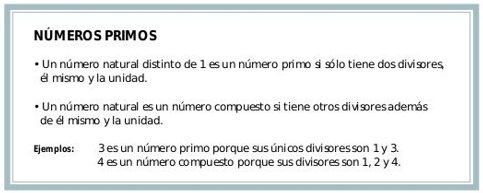 NÚMEROS PRIMOS
• Un número natural distinto de 1 es un número primo si sólo tiene dos divisores,
él mismo y la unidad.
• Un número natural es un número compuesto si tiene otros divisores además
de él mismo y la unidad.
Ejemplos: 3 es un número primo porque sus únicos divisores son 1 y 3.
4 es un número compuesto porque sus divisores son 1, 2 y 4.